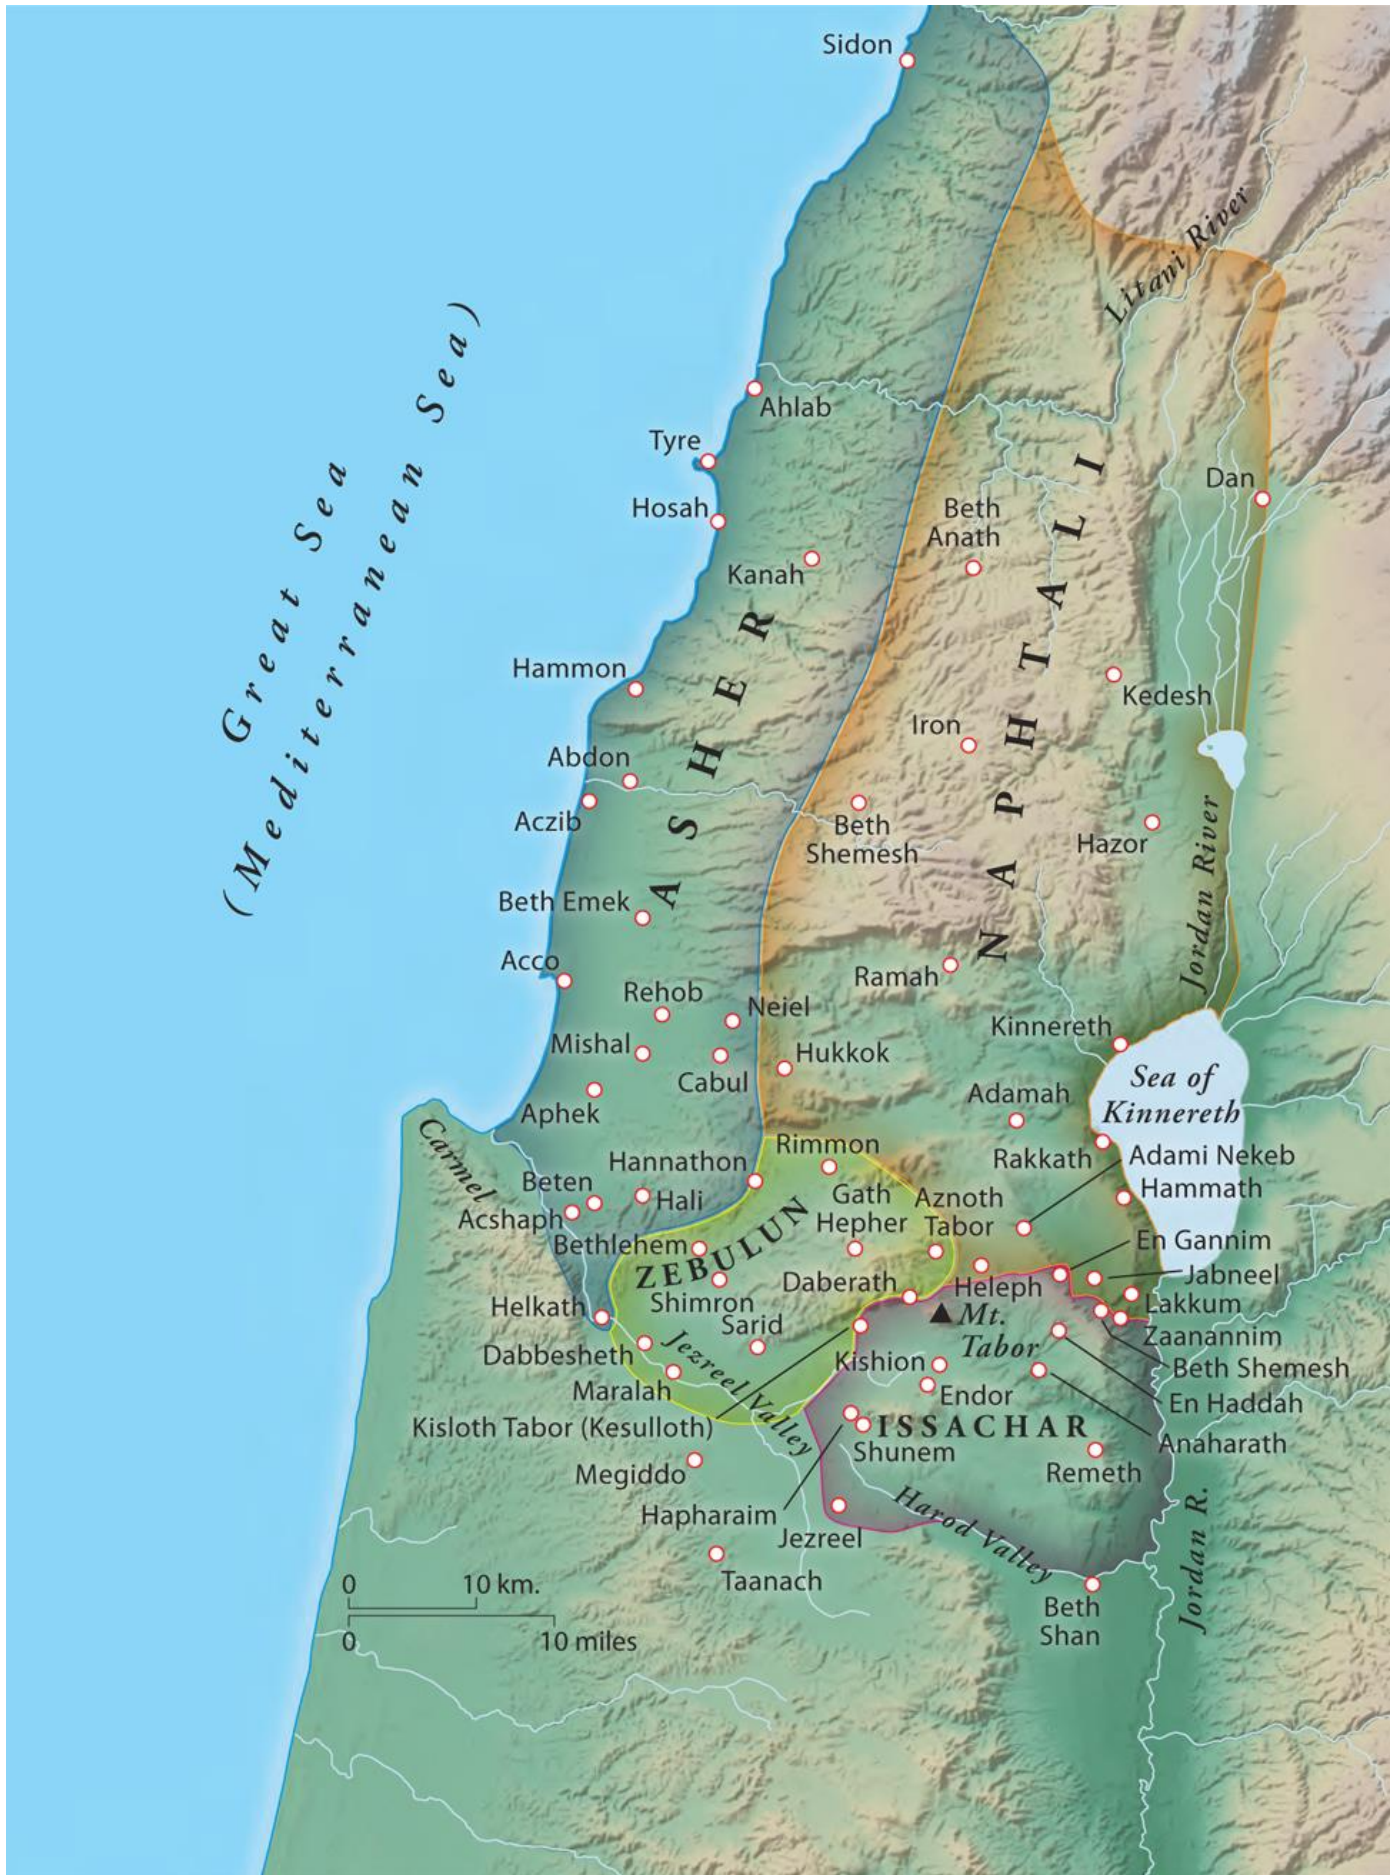 Sidon
Litani River
Great Sea
(Mediterranean Sea)
Ahlab
Tyre
Hosah
Kanah
Beth
Anath
Dan
NAPHTALI
ASHER
Hammon
Kedesh
Iron
Abdon
Aczib
Beth
Shemesh
Hazor
Jordan River
Beth Emek
Acco
Ramah
Rehob
Neiel
Kinnereth
Mishal
Hukkok
Cabul
Sea of
Kinnereth
Aphek
Adamah
Carmel
Rimmon
Rakkath
Adami Nekeb
Hannathon
Hammath
Beten
Hali
Gath
Hepher
Aznoth
Tabor
Acshaph
Bethlehem
En Gannim
ZEBULUN
Daberath
Heleph
Jabneel
Shimron
Lakkum
Helkath
Sarid
Mt.
Tabor
Zaanannim
Dabbesheth
Jezreel Valley
Kishion
Beth Shemesh
Maralah
Endor
En Haddah
Kisloth Tabor (Kesulloth)
ISSACHAR
Anaharath
Shunem
Megiddo
Remeth
Hapharaim
Harod Valley
Jezreel
Jordan R.
Taanach
0 10 km.
Beth
Shan
0 10 miles